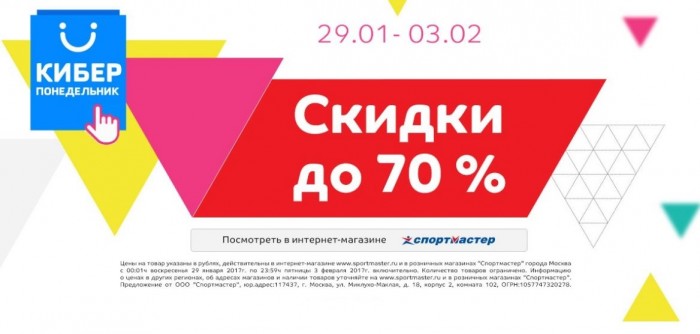 29.01- 03.02
КИБЕР
ПОНЕДЕЛЬНИК
Скидки
до 70 %
Посмотреть в интернет-магазине СПОРТМАСТЕР
Цены на товар указаны в рублях, действительны в интернет-магазине www.sportmaster.ru и в розничных магазинах "Спортмастер" города Москва
с 00:01ч воскресенье 29 января 2017г. по 23:59ч пятницы 3 февраля 2017г. включительно. Количество товаров ограничено. Информацию
о ценах в других регионах, об адресах магазинов и наличии товаров уточняйте на www.sportmaster.ru и в розничных магазинах "Спортмастер".
Предложение от ООО "Спортмастер", юр.адрес:117437, г. Москва, ул. Миклухо-Маклая, д. 18, корпус 2, комната 102, ОГРН:1057747320278.